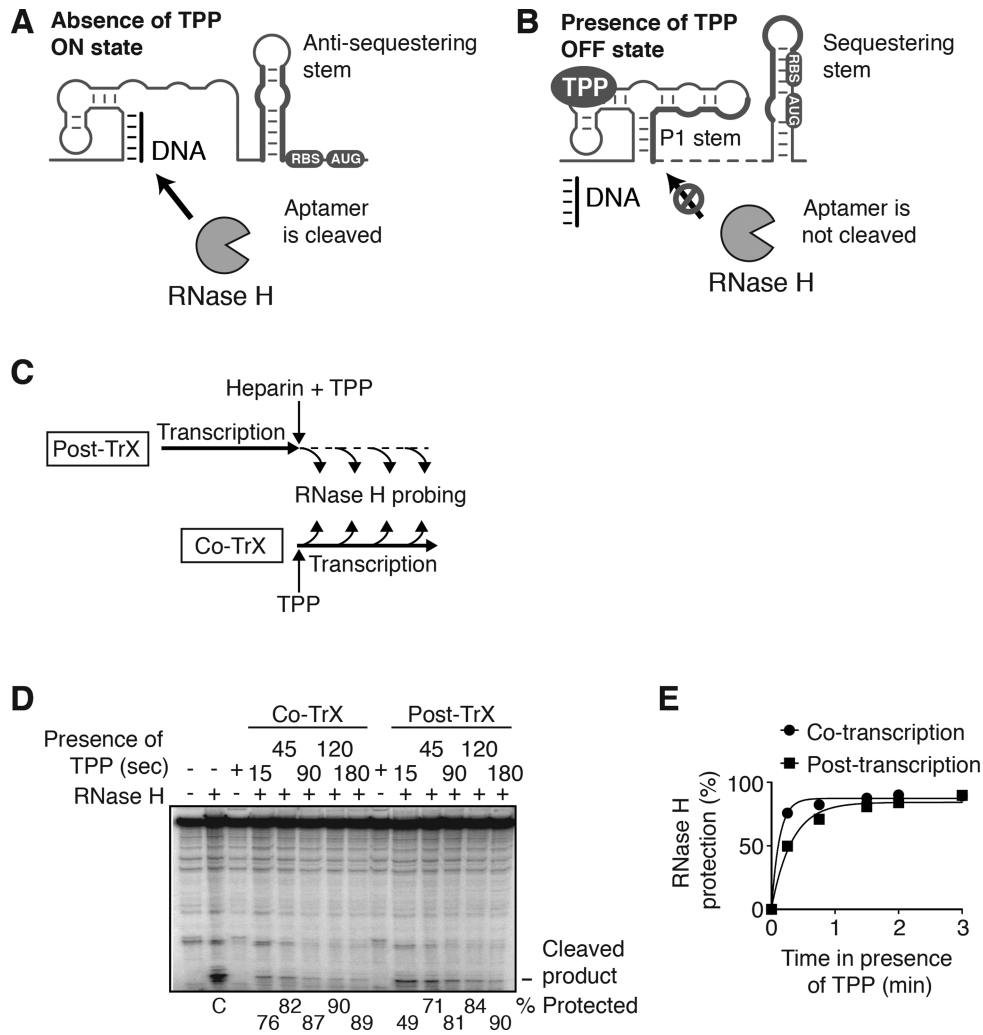 A
Absence of TPP
ON state
Anti-sequestering
stem
DNA
RBS AUG
Aptamer
is cleaved
RNase H
B
Presence of TPP
OFF state
Sequestering
stem
TPP
RBS
AUG
P1 stem
DNA
Aptamer is
not cleaved
RNase H
C
Heparin + TPP
Post-TrX
Transcription
RNase H probing
Co-TrX
Transcription
TPP
D
Co-TrX Post-TrX
Presence of
45 120 45 120
TPP (sec) - - + 15 90 180 + 15 90 180
RNase H - + - + + + + + - + + + + +
Cleaved
product
C 82 90 71 84 % Protected
76 87 89 49 81 90
E
Co-transcription
Post-transcription
RNase H
protection (%)
100
50
0
0 1 2 3
Time in presence
of TPP (min)